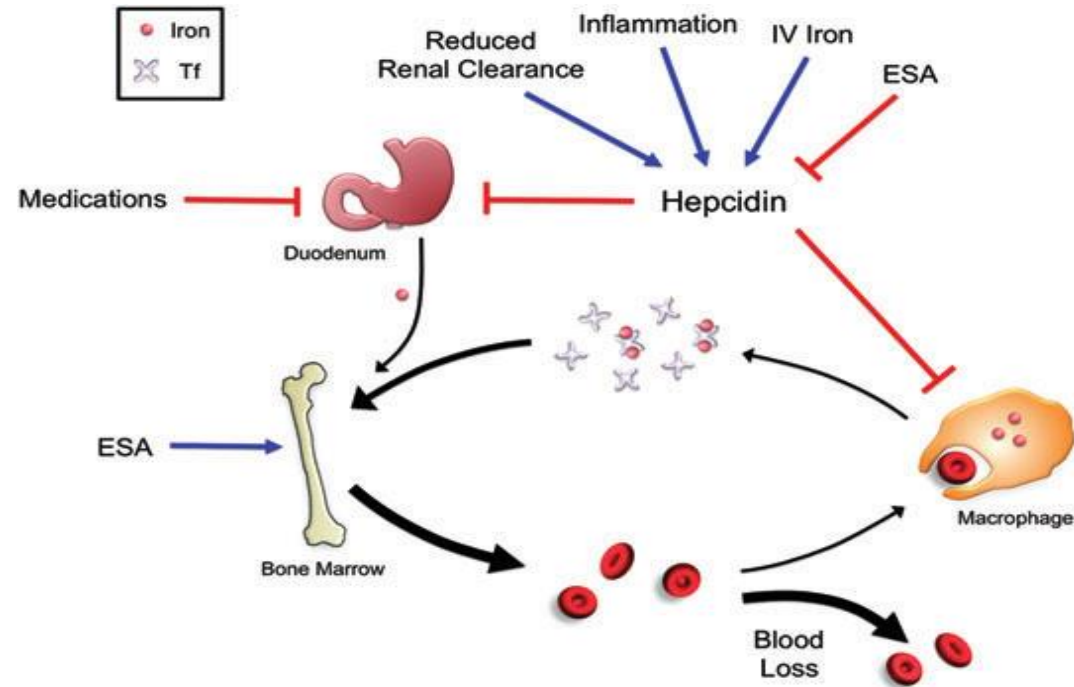 Iron
Tf
Reduced
Renal Clearance
Inflammation
IV Iron
ESA
Medications
Hepcidin
Duodenum
ESA
Bone Marrow
Macrophage
Blood
Loss